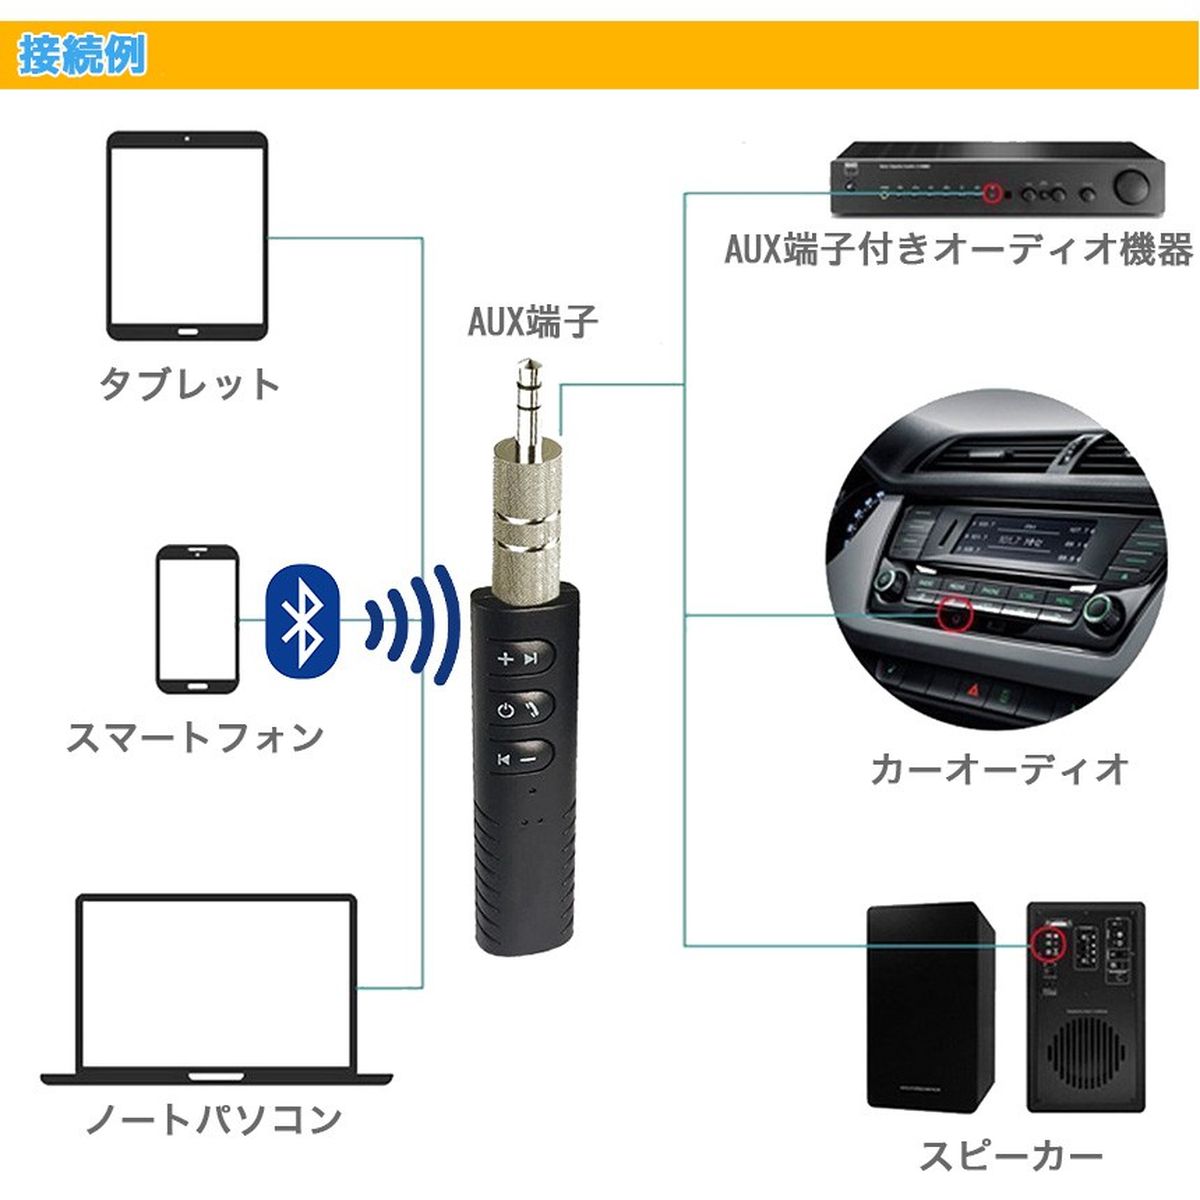 接続例
AUX端子付きオーディオ機器
AUX端子
タブレット
スマートフォン
カーオーディオ
ノートパソコン
スピーカー